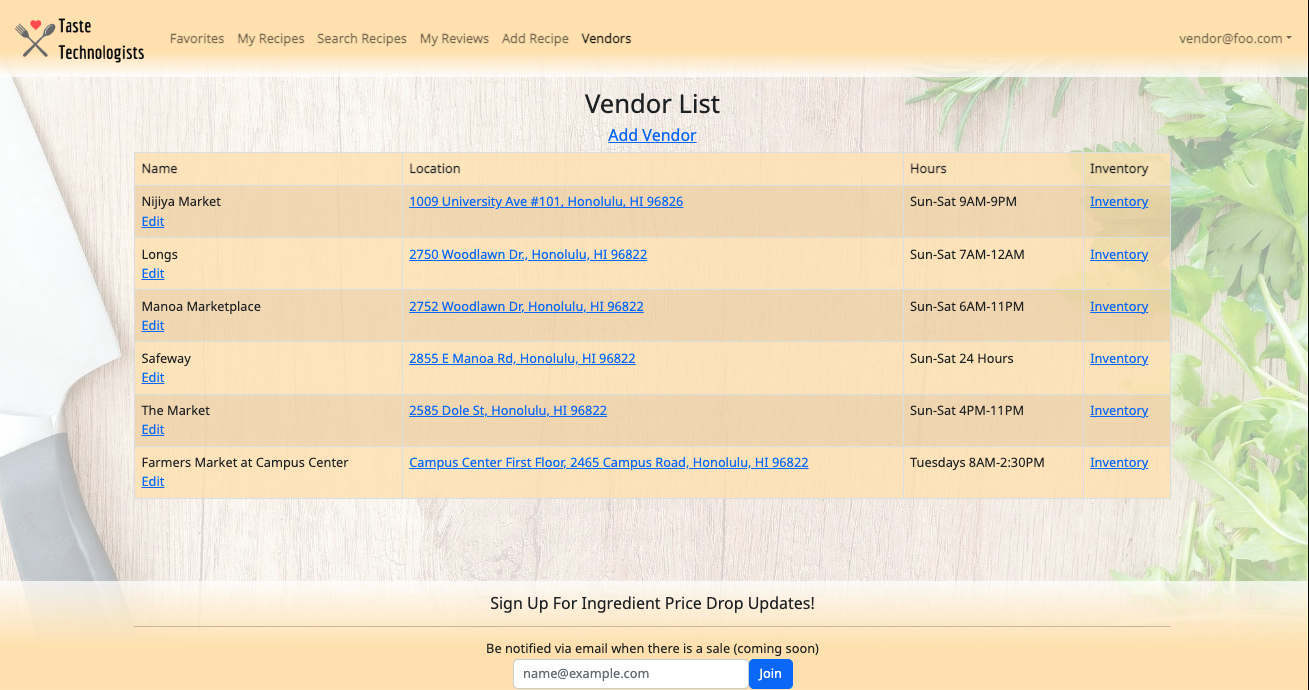 Taste
Technologists
Favorites My Recipes Search Recipes My Reviews Add Recipe Vendors vendor@foo.com
Vendor List
Add Vendor
Name Location Hours Inventory
Nijiya Market 1009 University Ave #101, Honolulu, HI 96826 Sun-Sat 9AM-9PM Inventory
Edit
Longs 2750 Woodlawn Dr., Honolulu, HI 96822 Sun-Sat 7AM-12AM Inventory
Edit
Manoa Marketplace 2752 Woodlawn Dr, Honolulu, HI 96822 Sun-Sat 6AM-11PM Inventory
Edit
Safeway 2855 E Manoa Rd, Honolulu, HI 96822 Sun-Sat 24 Hours Inventory
Edit
The Market 2585 Dole St, Honolulu, HI 96822 Sun-Sat 4PM-11PM Inventory
Edit
Farmers Market at Campus Center Campus Center First Floor, 2465 Campus Road, Honolulu, HI 96822 Tuesdays 8AM-2:30PM Inventory
Edit
Sign Up For Ingredient Price Drop Updates!
Be notified via email when there is a sale (coming soon)
name@example.com Join